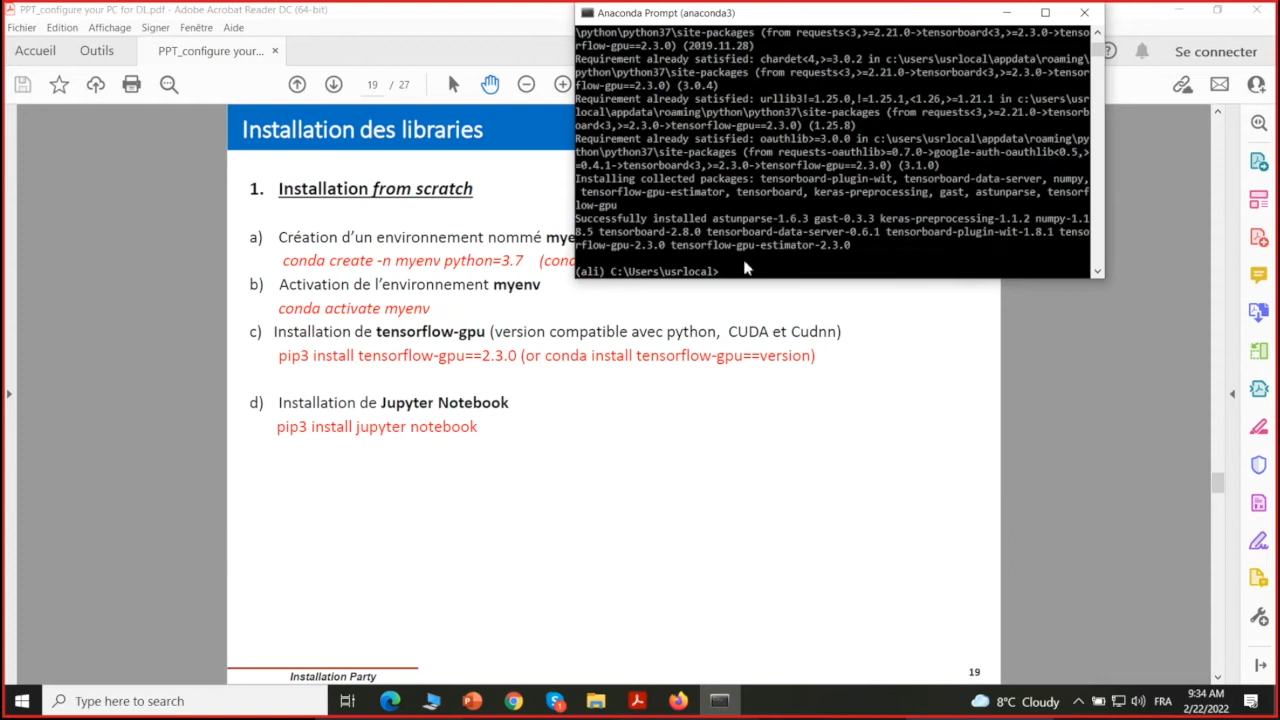 PPT_configure your PC for DL.pdf - Adobe Acrobat Reader DC (64-bit)
Fichier Edition Affichage Signer Fenêtre Aide
Accueil Outils PPT_configure your... × Se connecter
19 / 27
Anaconda Prompt (anaconda3)
\python\python37\site-packages (from requests<3,>=2.21.0->tensorboard<3,>=2.3.0->tenso
rflow-gpu==2.3.0) (2019.11.28)
Requirement already satisfied: chardet<4,>=3.0.2 in c:\users\usrlocal\appdata\roaming\
python\python37\site-packages (from requests<3,>=2.21.0->tensorboard<3,>=2.3.0->tensor
flow-gpu==2.3.0) (3.0.4)
Requirement already satisfied: urllib3!=1.25.0,!=1.25.1,<1.26,>=1.21.1 in c:\users\usr
local\appdata\roaming\python\python37\site-packages (from requests<3,>=2.21.0->tensorb
oard<3,>=2.3.0->tensorflow-gpu==2.3.0) (1.25.8)
Requirement already satisfied: oauthlib>=3.0.0 in c:\users\usrlocal\appdata\roaming\py
thon\python37\site-packages (from requests-oauthlib>=0.7.0->google-auth-oauthlib<0.5,>
=0.4.1->tensorboard<3,>=2.3.0->tensorflow-gpu==2.3.0) (3.1.0)
Installing collected packages: tensorboard-plugin-wit, tensorboard-data-server, numpy,
tensorflow-gpu-estimator, tensorboard, keras-preprocessing, gast, astunparse, tensorf
low-gpu
Successfully installed astunparse-1.6.3 gast-0.3.3 keras-preprocessing-1.1.2 numpy-1.1
8.5 tensorboard-2.8.0 tensorboard-data-server-0.6.1 tensorboard-plugin-wit-1.8.1 tenso
rflow-gpu-2.3.0 tensorflow-gpu-estimator-2.3.0
(ali) C:\Users\usrlocal>
Installation des libraries
1. Installation from scratch
a) Création d'un environnement nommé mye
conda create -n myenv python=3.7 (con
b) Activation de l'environnement myenv
conda activate myenv
c) Installation de tensorflow-gpu (version compatible avec python, CUDA et Cudnn)
pip3 install tensorflow-gpu==2.3.0 (or conda install tensorflow-gpu==version)
d) Installation de Jupyter Notebook
pip3 install jupyter notebook
Installation Party
19
Type here to search
8°C Cloudy
FRA
9:34 AM
2/22/2022